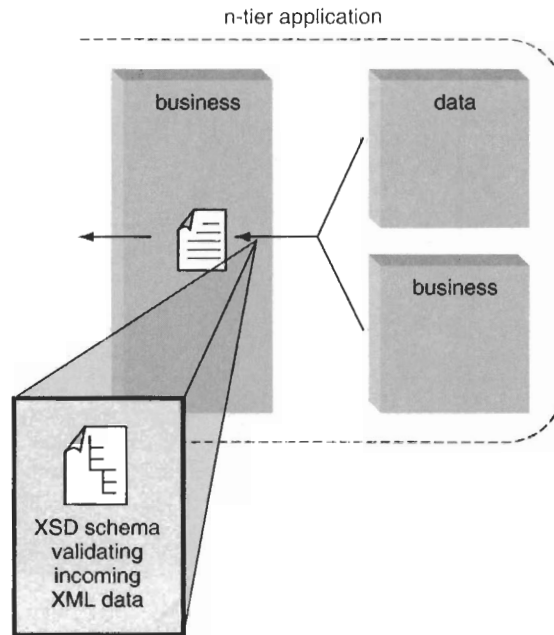 n-tier application
business
data
business
XSD schema
validating
incoming
XML data